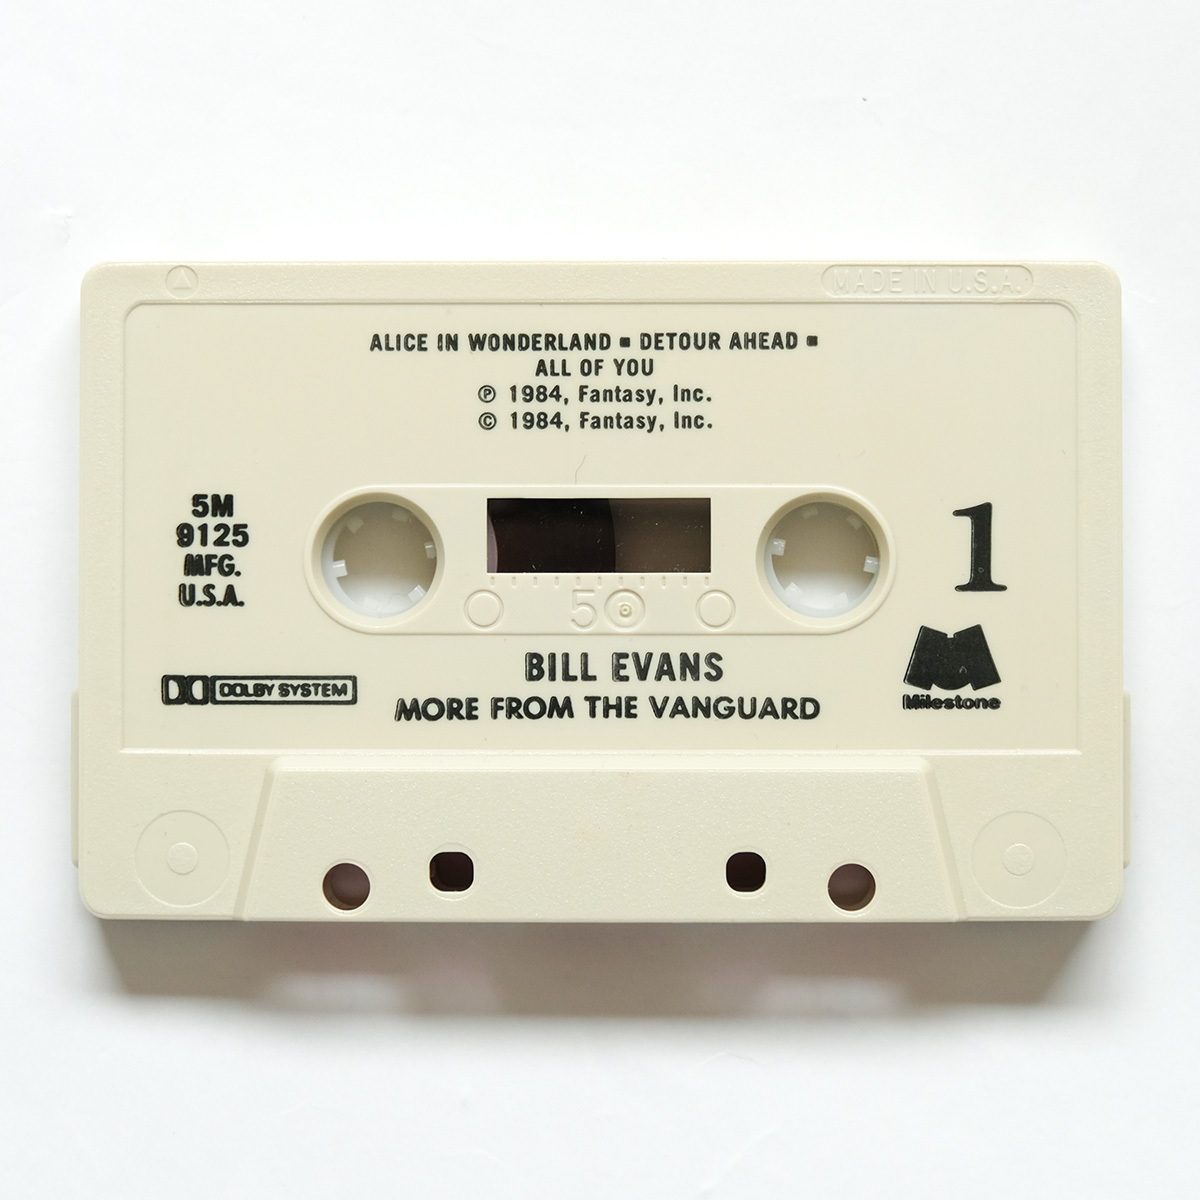 MADE IN U.S.A.
ALICE IN WONDERLAND ▪ DETOUR AHEAD ▪
ALL OF YOU
℗ 1984, Fantasy, Inc.
© 1984, Fantasy, Inc.
5M
9125
MFG.
U.S.A.
1
50
BILL EVANS
MORE FROM THE VANGUARD
DOLBY SYSTEM
Milestone